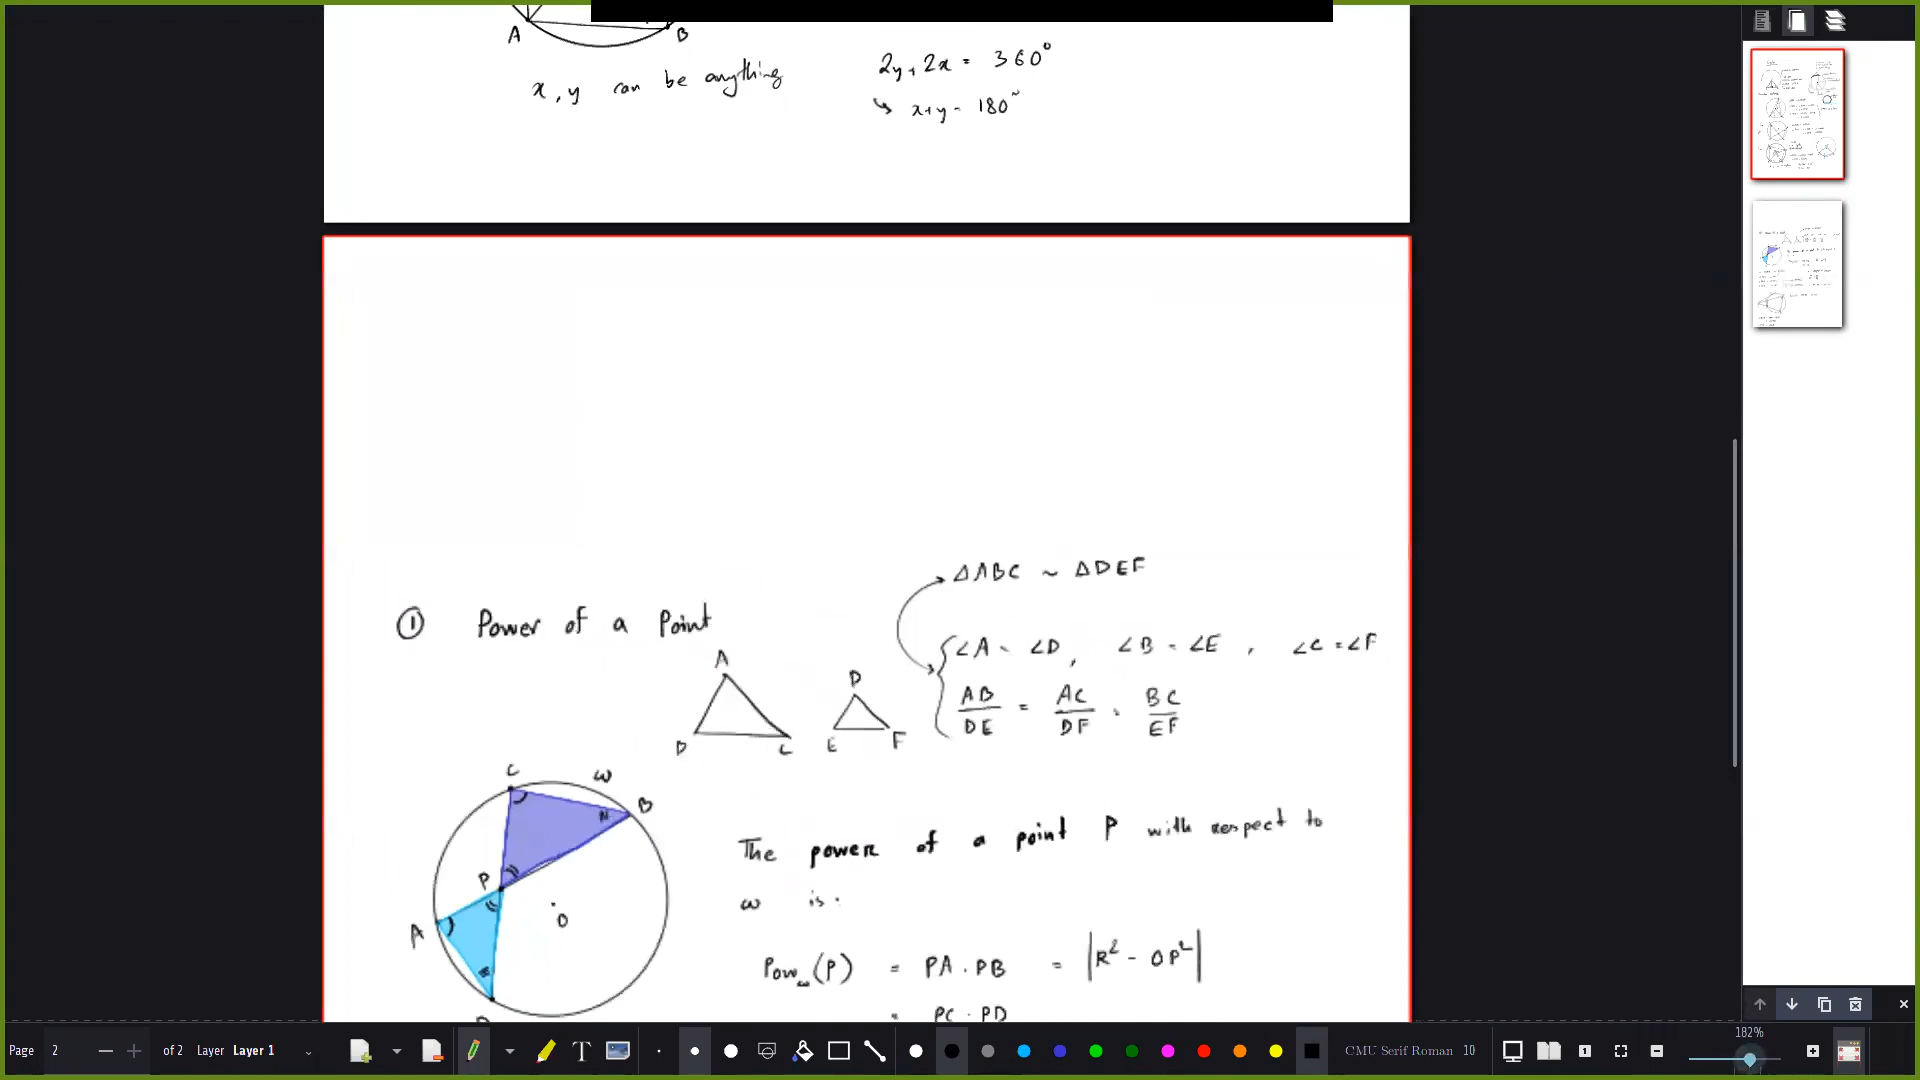 A B
x, y can be anything
2y+2x = 360°
↳ x+y = 180°
ΔABC ~ ΔDEF
① Power of a Point
∠A = ∠D, ∠B = ∠E, ∠C = ∠F
AB/DE = AC/DF = BC/EF
A
C
D
E F
C ω B
P
A O
The power of a point P with respect to
ω is:
Pow_ω(P) = PA·PB = |R² - OP²|
= PC·PD
Page 2 of 2 Layer Layer 1
CMU Serif Roman 10
1
182%